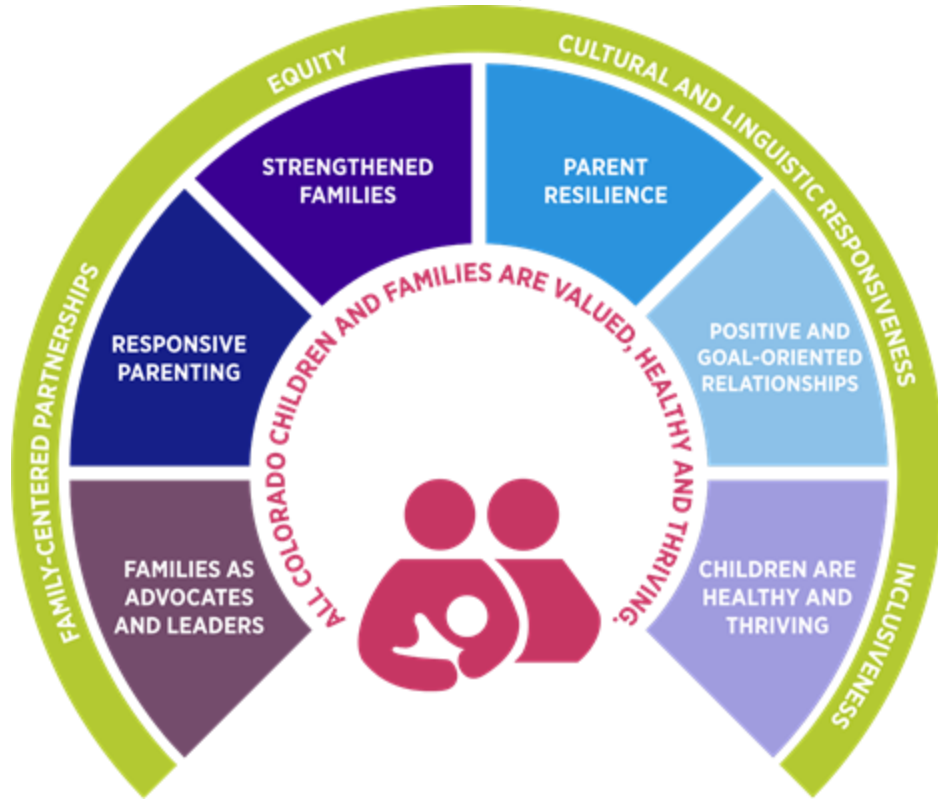 FAMILY-CENTERED PARTNERSHIPS
EQUITY
CULTURAL AND LINGUISTIC RESPONSIVENESS
INCLUSIVENESS
FAMILIES AS
ADVOCATES
AND LEADERS
RESPONSIVE
PARENTING
STRENGTHENED
FAMILIES
PARENT
RESILIENCE
POSITIVE AND
GOAL-ORIENTED
RELATIONSHIPS
CHILDREN ARE
HEALTHY AND
THRIVING
ALL COLORADO CHILDREN AND FAMILIES ARE VALUED, HEALTHY AND THRIVING.